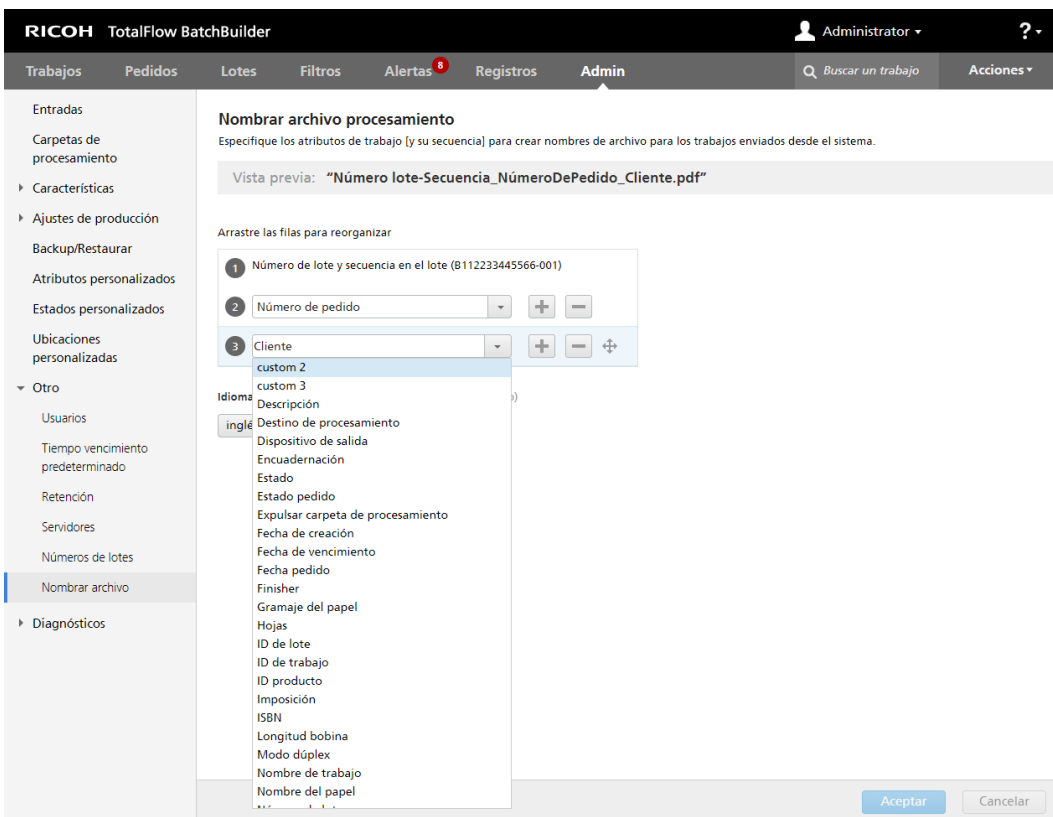 RICOH TotalFlow BatchBuilder Administrator ?
Trabajos Pedidos Lotes Filtros Alertas 8 Registros Admin Buscar un trabajo Acciones
Entradas
Carpetas de
procesamiento
Características
Ajustes de producción
Backup/Restaurar
Atributos personalizados
Estados personalizados
Ubicaciones
personalizadas
Otro
Usuarios
Tiempo vencimiento
predeterminado
Retención
Servidores
Números de lotes
Nombrar archivo
Diagnósticos
Nombrar archivo procesamiento
Especifique los atributos de trabajo [y su secuencia] para crear nombres de archivo para los trabajos enviados desde el sistema.
Vista previa: “Número lote-Secuencia_NúmeroDePedido_Cliente.pdf”
Arrastre las filas para reorganizar
1 Número de lote y secuencia en el lote (B112233445566-001)
2 Número de pedido
3 Cliente
custom 2
custom 3
Descripción
Destino de procesamiento
Dispositivo de salida
Encuadernación
Estado
Estado pedido
Expulsar carpeta de procesamiento
Fecha de creación
Fecha de vencimiento
Fecha pedido
Finisher
Gramaje del papel
Hojas
ID de lote
ID de trabajo
ID producto
Imposición
ISBN
Longitud bobina
Modo dúplex
Nombre de trabajo
Nombre del papel
Idioma
inglé
Aceptar Cancelar